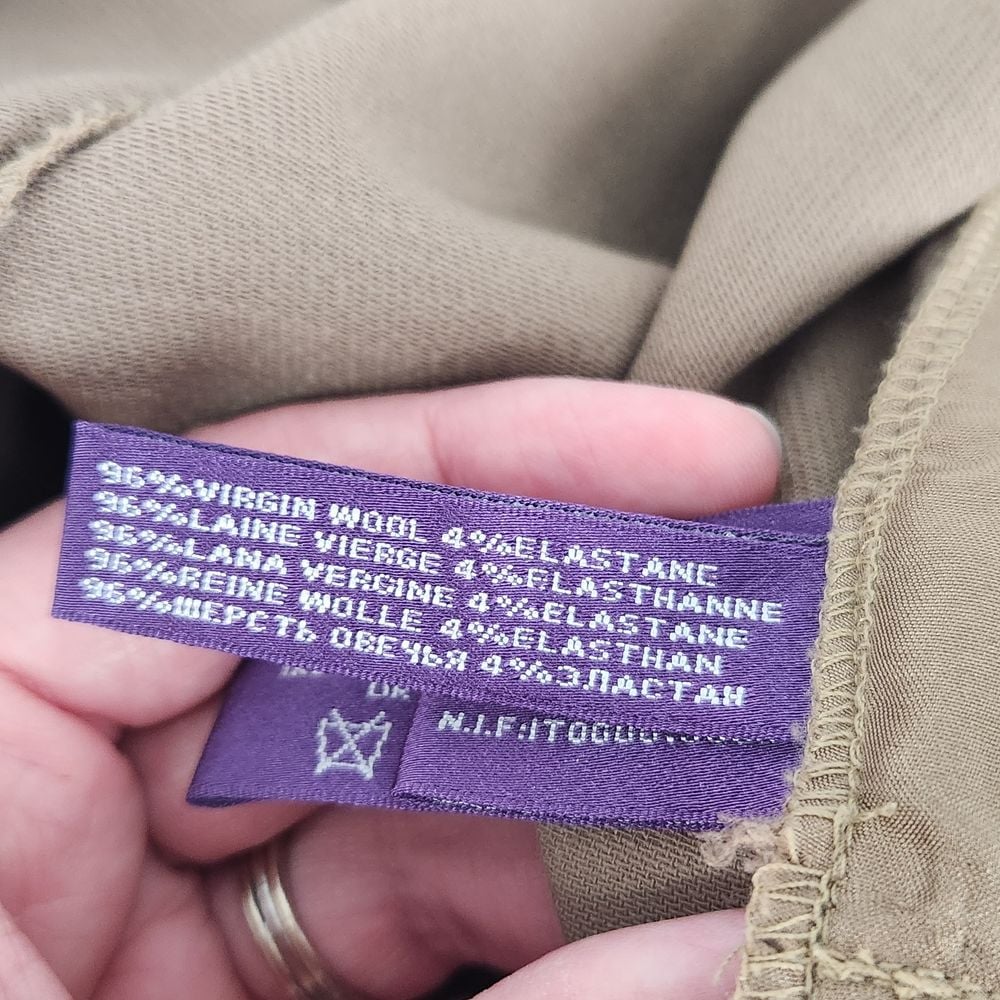 96%VIRGIN WOOL 4%ELASTANE
96%LAINE VIERGE 4%ELASTHANNE
96%LANA VERGINE 4%ELASTANE
96%REINE WOLLE 4%ELASTHAN
96%ШЕРСТЬ ОВЕЧЬЯ 4%ЭЛАСТАН